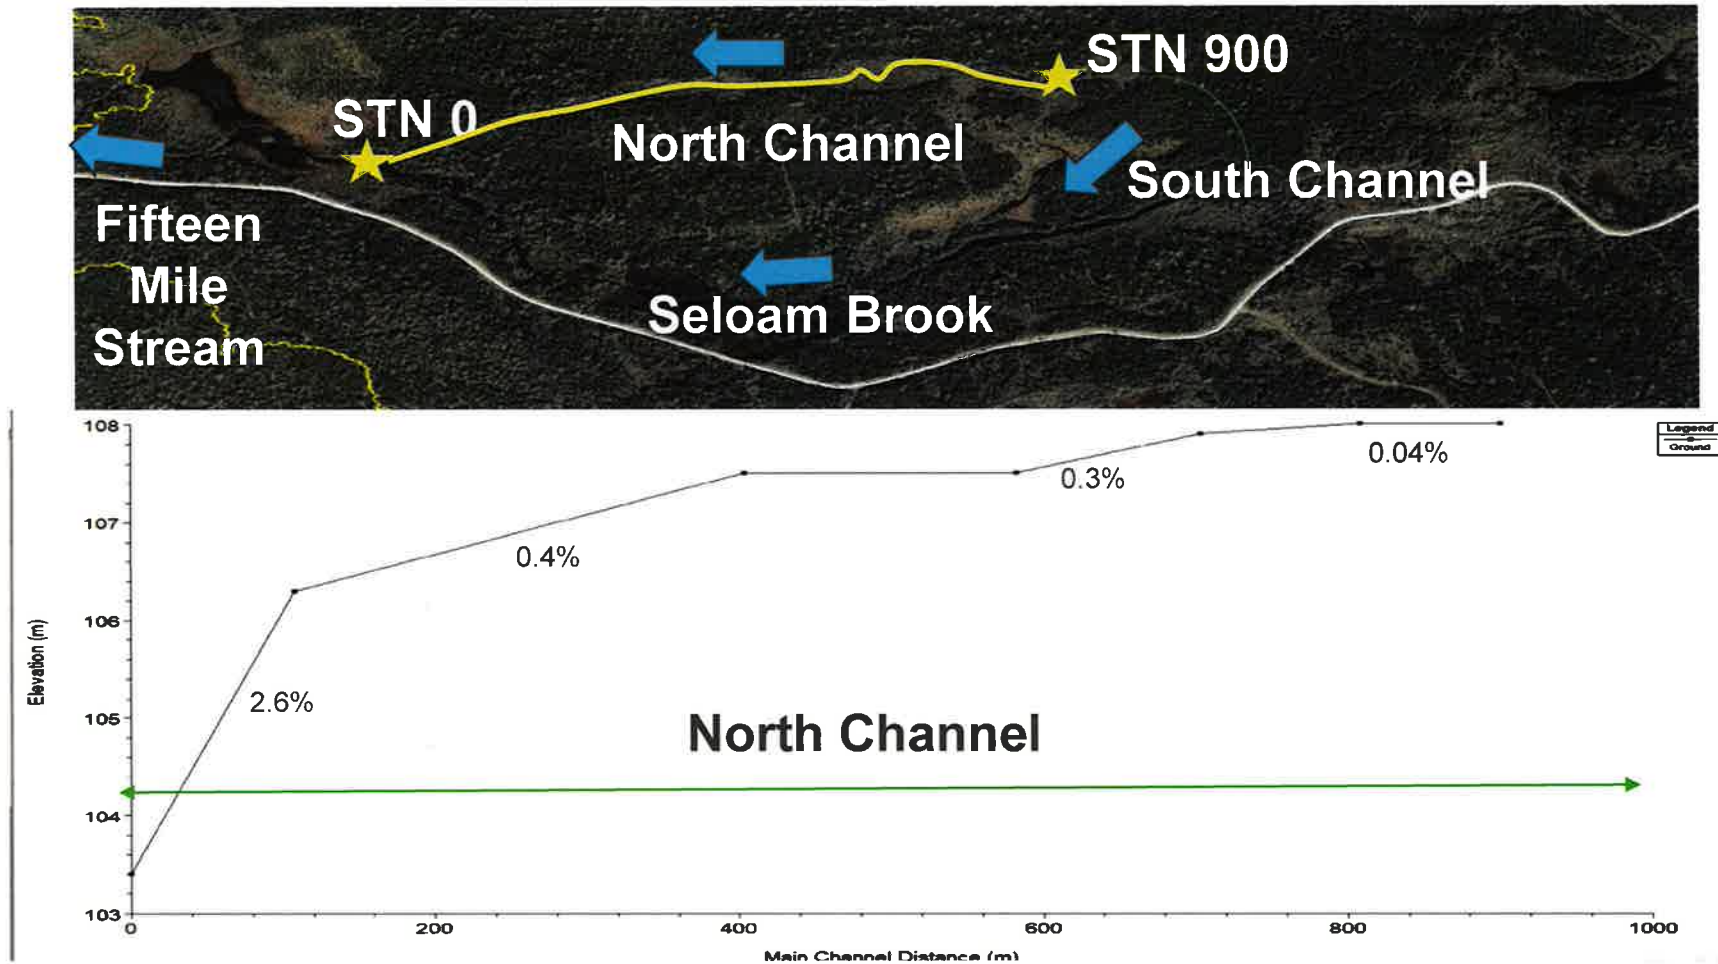 STN 900
STN 0
North Channel
South Channel
Fifteen
Mile
Stream
Seloam Brook
108
107
106
105
104
103
Elevation (m)
Legend
Ground
0.04%
0.3%
0.4%
2.6%
North Channel
0
200
400
600
800
1000
Main Channel Distance (m)